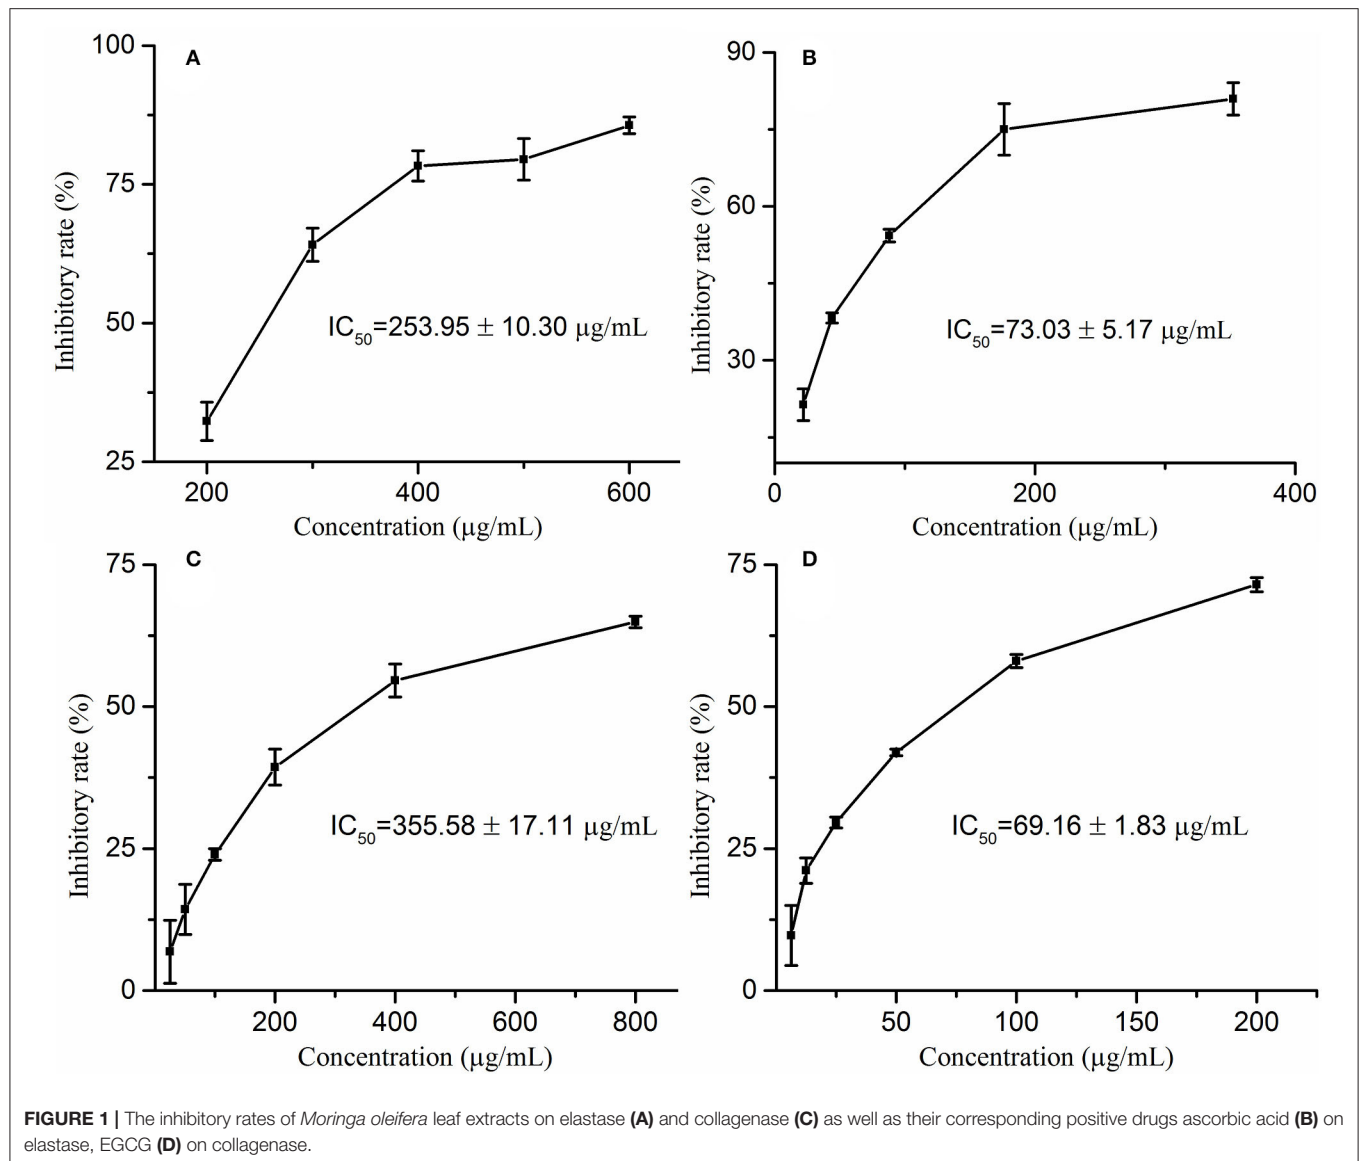 A
100
75
50
25
200
400
600
Inhibitory rate (%)
Concentration (μg/mL)
IC50=253.95 ± 10.30 μg/mL
B
90
60
30
0
200
400
Inhibitory rate (%)
Concentration (μg/mL)
IC50=73.03 ± 5.17 μg/mL
C
75
50
25
0
200
400
600
800
Inhibitory rate (%)
Concentration (μg/mL)
IC50=355.58 ± 17.11 μg/mL
D
75
50
25
0
50
100
150
200
Inhibitory rate (%)
Concentration (μg/mL)
IC50=69.16 ± 1.83 μg/mL
FIGURE 1 | The inhibitory rates of Moringa oleifera leaf extracts on elastase (A) and collagenase (C) as well as their corresponding positive drugs ascorbic acid (B) on
elastase, EGCG (D) on collagenase.